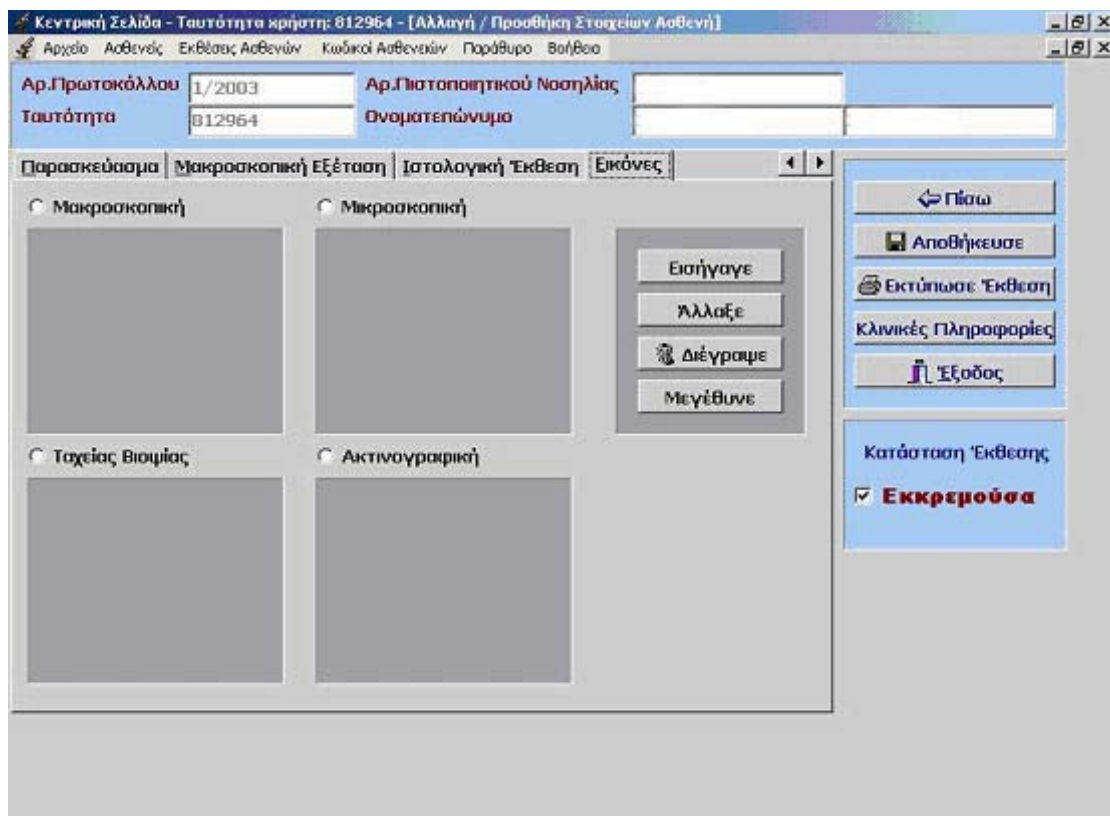 Κεντρική Σελίδα - Ταυτότητα χρήστη: 812964 - [Αλλαγή / Προσθήκη Στοιχείων Ασθενή]
Αρχείο Ασθενείς Εκθέσεις Ασθενών Κωδικοί Ασθενειών Παράθυρο Βοήθεια
Αρ.Πρωτοκόλλου 1/2003 Αρ.Πιστοποιητικού Νοσηλίας
Ταυτότητα 812964 Ονοματεπώνυμο
Παρασκεύασμα Μακροσκοπική Εξέταση Ιστολογική Έκθεση Εικόνες
Μακροσκοπική Μικροσκοπική
Εισήγαγε
Άλλαξε
Διέγραψε
Μεγέθυνε
Ταχείας Βιοψίας Ακτινογραφική
Πίσω
Αποθήκευσε
Εκτύπωσε Έκθεση
Κλινικές Πληροφορίες
Έξοδος
Κατάσταση Έκθεσης
Εκκρεμούσα